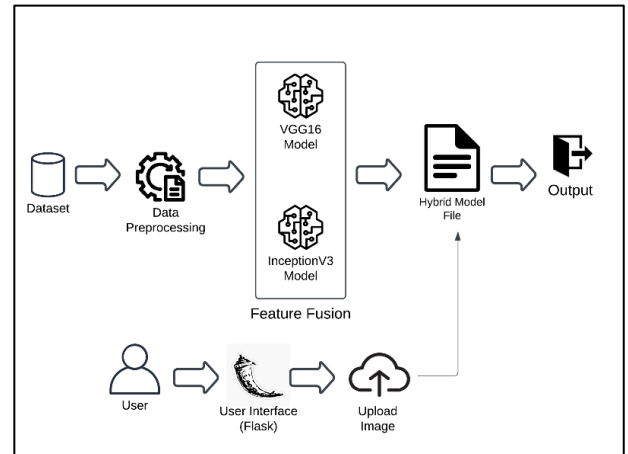 VGG16
Model
Dataset
Data
Preprocessing
Hybrid Model
File
Output
InceptionV3
Model
Feature Fusion
User
User Interface
(Flask)
Upload
Image